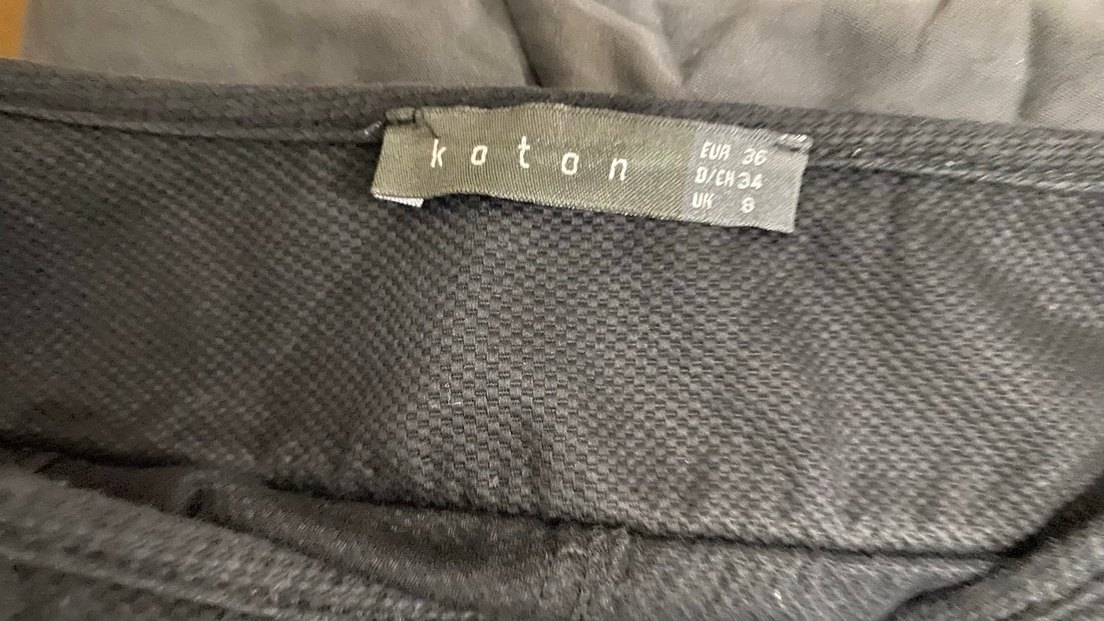 koton
EUR 36
D/CH 34
UK 8